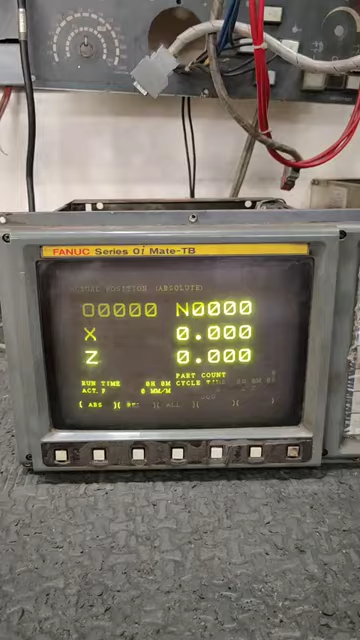 FANUC Series 0i Mate-TB
ACTUAL POSITION (ABSOLUTE)
O0000 N0000
X 0.000
Z 0.000
PART COUNT
RUN TIME 0H 0M CYCLE TIME
ACT.F 0 MM/M
[ ABS ][ ][ ALL ][ ][ ]